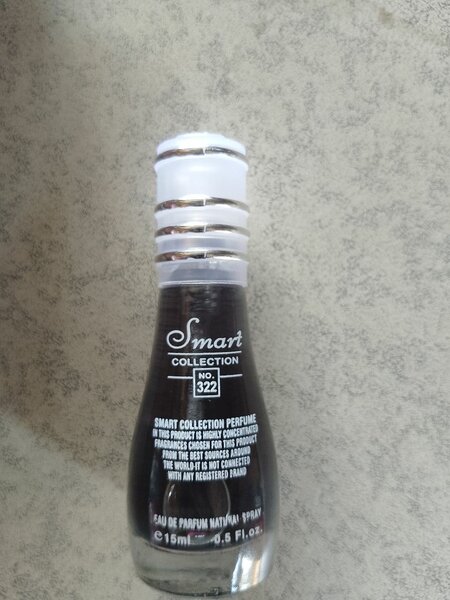 Smart
COLLECTION
NO.
322
SMART COLLECTION PERFUME
IN THIS PRODUCT IS HIGHLY CONCENTRATED
FRAGRANCES CHOSEN FOR THIS PRODUCT
FROM THE BEST SOURCES AROUND
THE WORLD-IT IS NOT CONNECTED
WITH ANY REGISTERED BRAND
EAU DE PARFUM NATURAL SPRAY
℮15ml 0.5 Fl.oz.